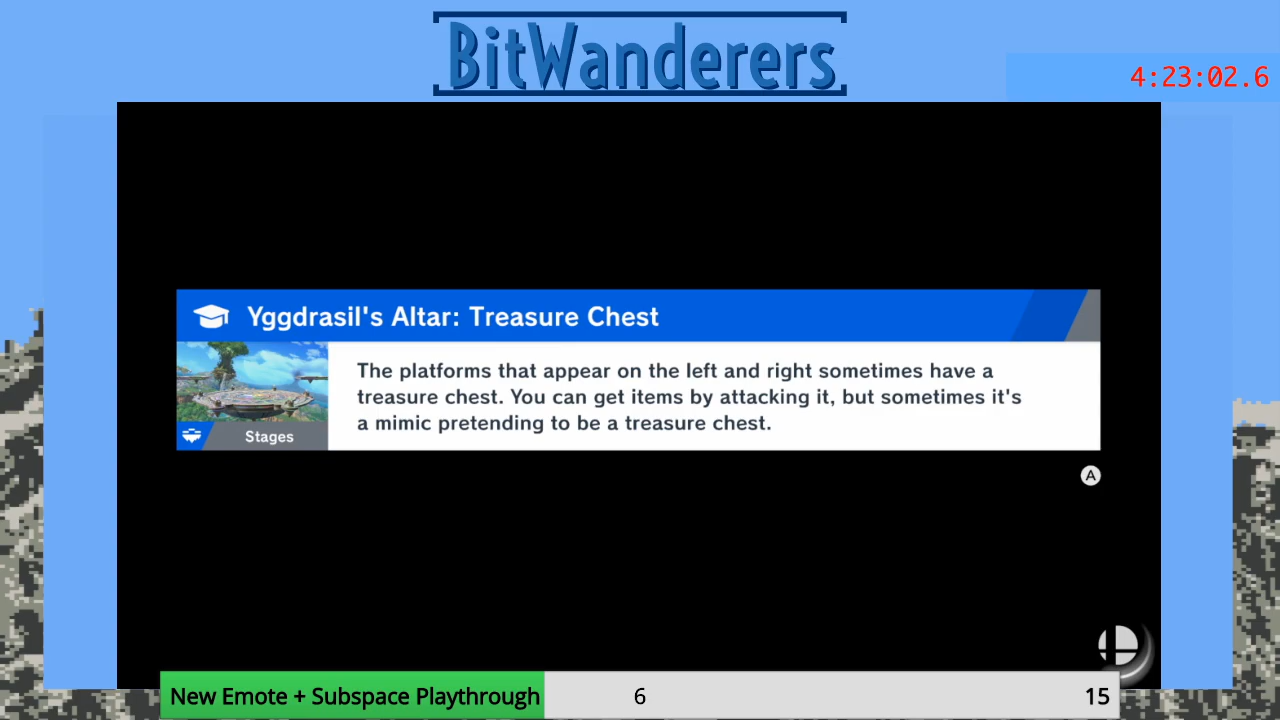 BitWanderers
4:23:02.6
Yggdrasil's Altar: Treasure Chest
The platforms that appear on the left and right sometimes have a
treasure chest. You can get items by attacking it, but sometimes it's
a mimic pretending to be a treasure chest.
Stages
A
New Emote + Subspace Playthrough 6 15